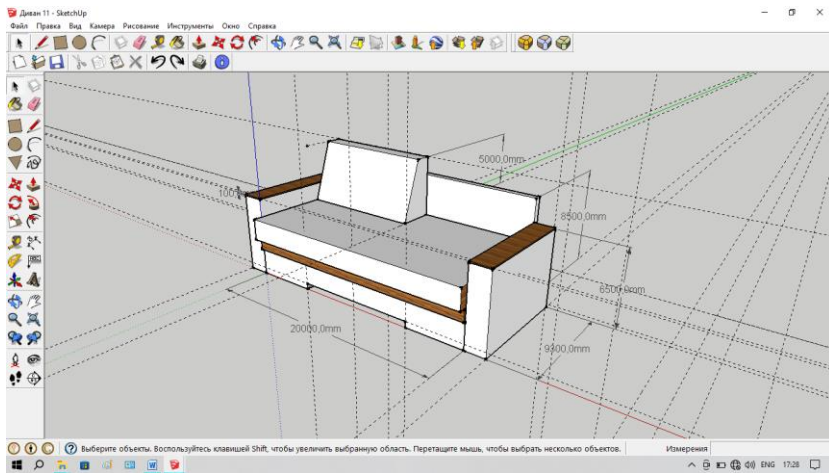 Диван 11 - SketchUp
Файл Правка Вид Камера Рисование Инструменты Окно Справка
5000,0mm
8500,0mm
6500,0mm
20000,0mm
9300,0mm
Выберите объекты. Воспользуйтесь клавишей Shift, чтобы увеличить выбранную область. Перетащите мышь, чтобы выбрать несколько объектов.
Измерения
ENG 17:28